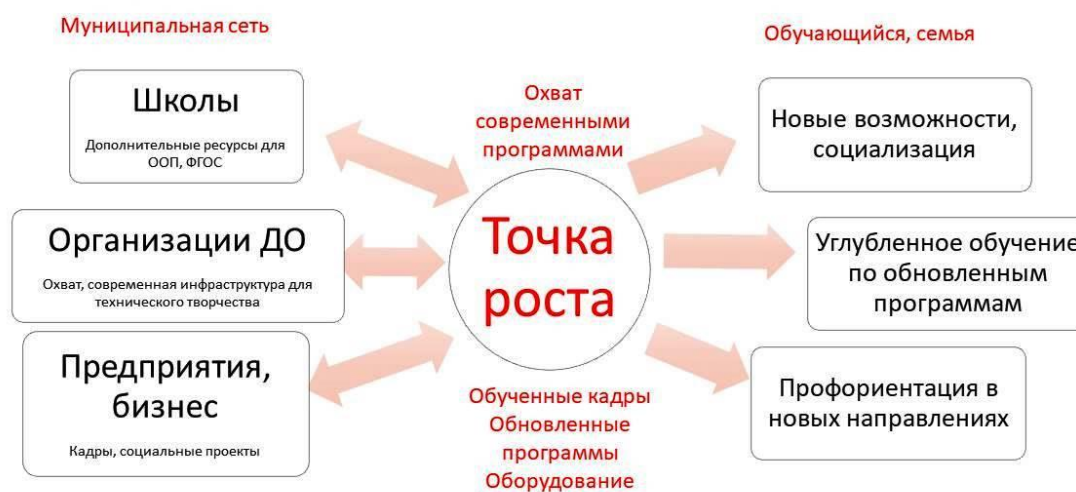 Муниципальная сеть
Школы
Дополнительные ресурсы для
ООП, ФГОС
Организации ДО
Охват, современная инфраструктура для
технического творчества
Предприятия,
бизнес
Кадры, социальные проекты
Охват
современными
программами
Точка
роста
Обученные кадры
Обновленные
программы
Оборудование
Обучающийся, семья
Новые возможности,
социализация
Углубленное обучение
по обновленным
программам
Профориентация в
новых направлениях